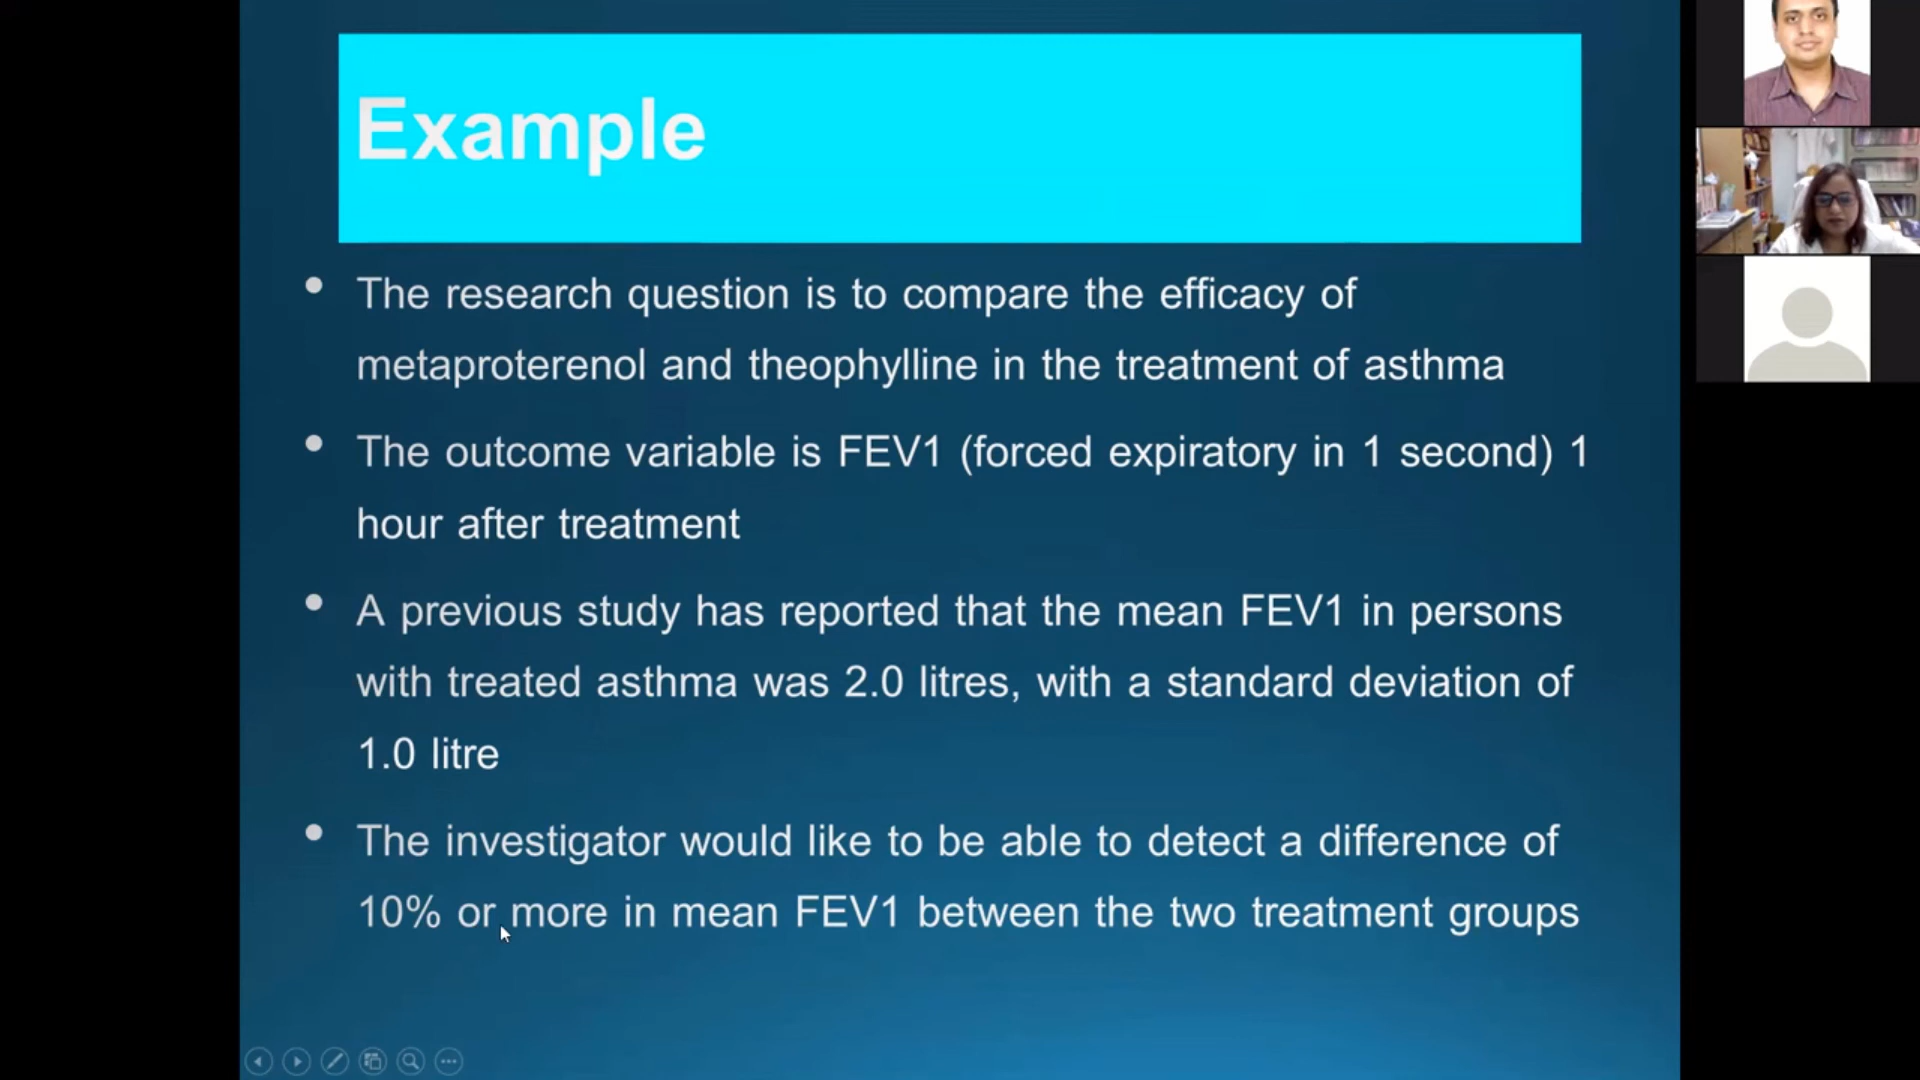 Example
• The research question is to compare the efficacy of
metaproterenol and theophylline in the treatment of asthma
• The outcome variable is FEV1 (forced expiratory in 1 second) 1
hour after treatment
• A previous study has reported that the mean FEV1 in persons
with treated asthma was 2.0 litres, with a standard deviation of
1.0 litre
• The investigator would like to be able to detect a difference of
10% or more in mean FEV1 between the two treatment groups